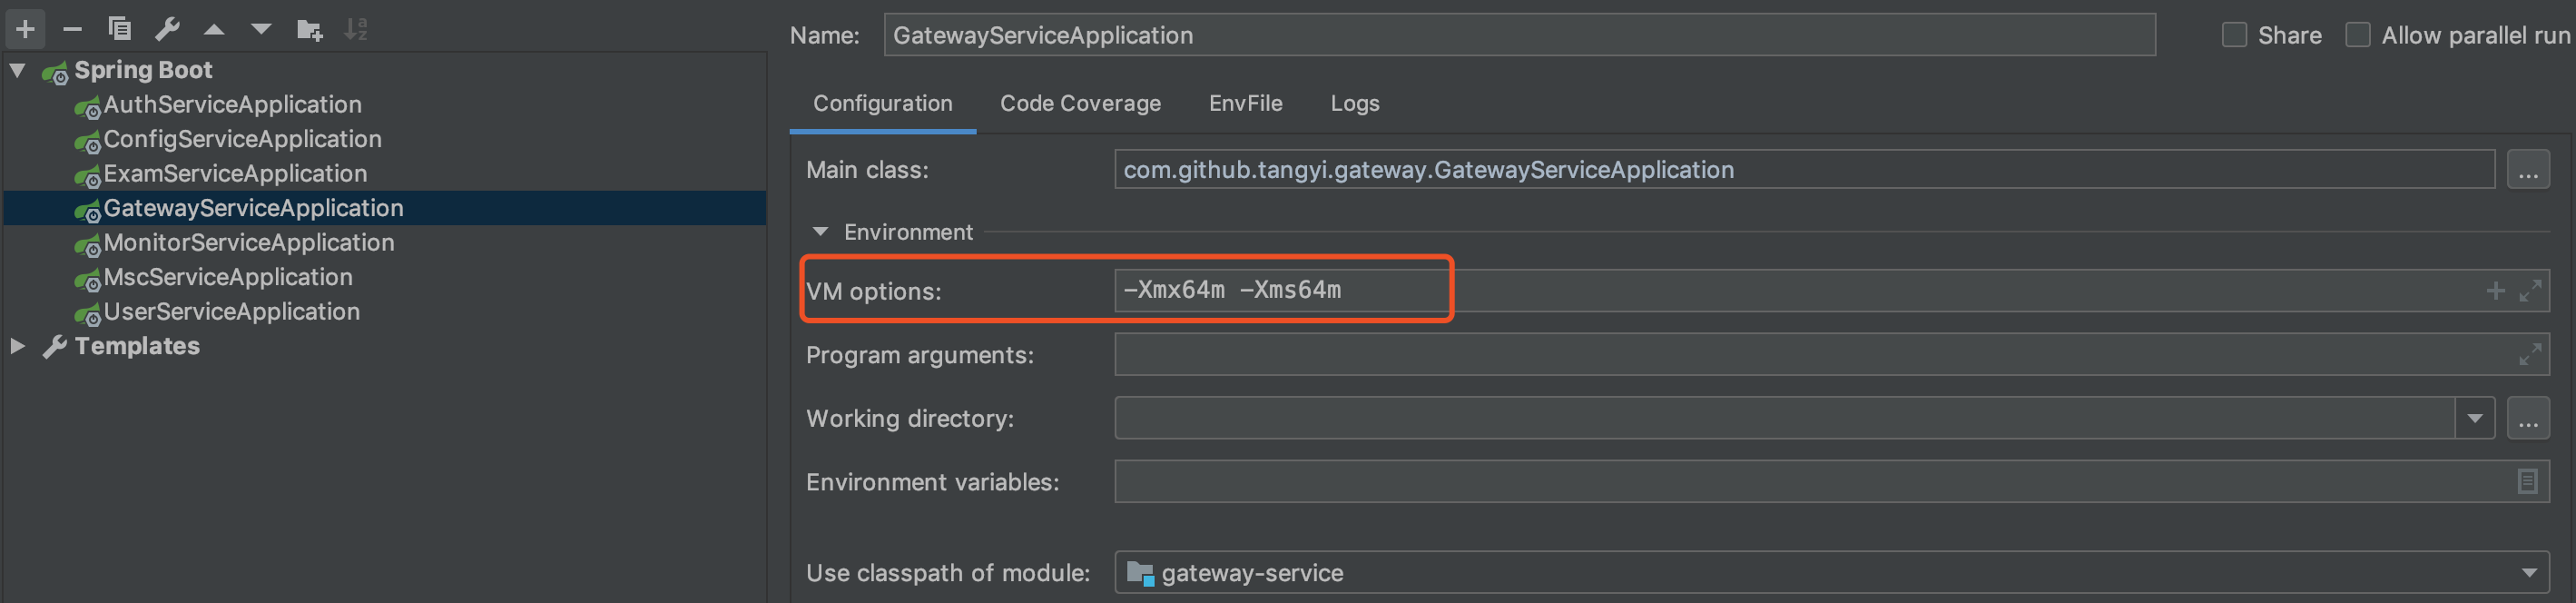 Spring Boot
AuthServiceApplication
ConfigServiceApplication
ExamServiceApplication
GatewayServiceApplication
MonitorServiceApplication
MscServiceApplication
UserServiceApplication
Templates
Name: GatewayServiceApplication Share Allow parallel run
Configuration Code Coverage EnvFile Logs
Main class: com.github.tangyi.gateway.GatewayServiceApplication ...
Environment
VM options: -Xmx64m -Xms64m
Program arguments:
Working directory: ...
Environment variables:
Use classpath of module: gateway-service